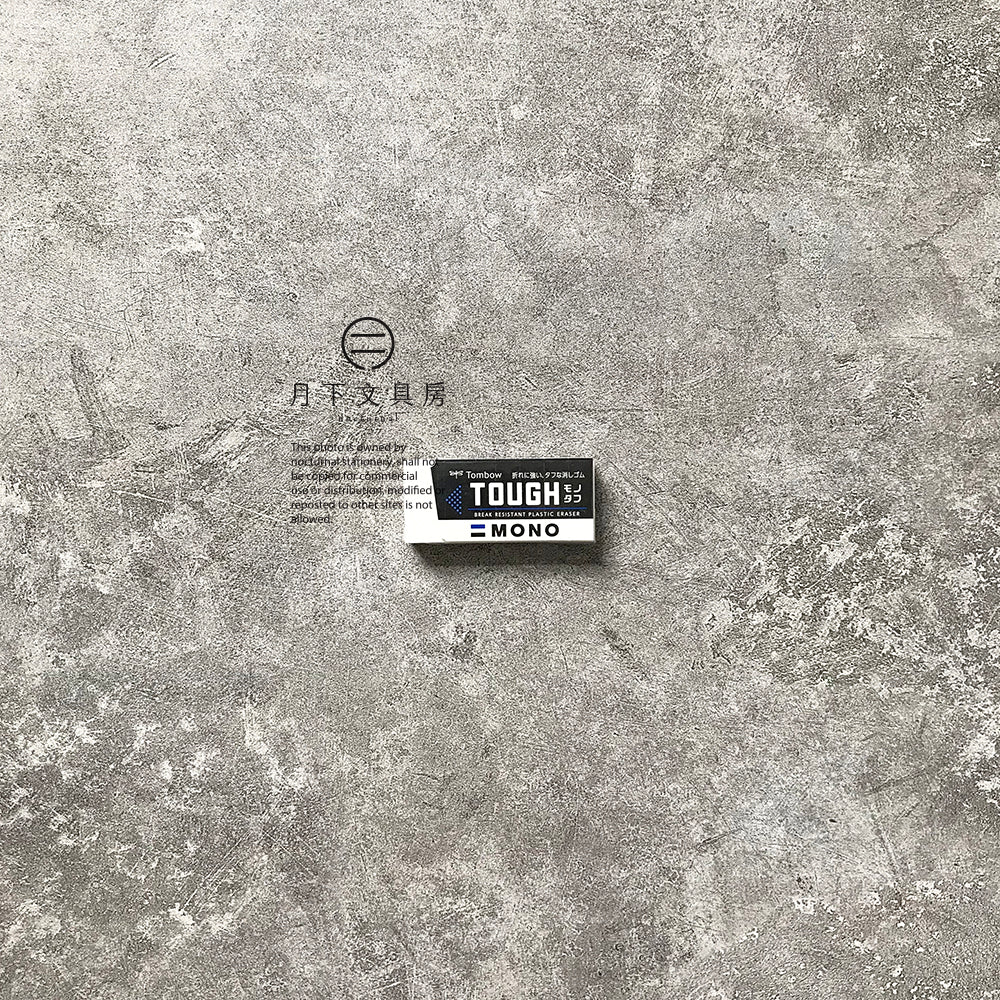 月下文具房
This photo is owned by
nocturnal stationery, shall not
be copied for commercial
use or distribution, modified or
reposted to other sites is not
allowed.
Tombow 折れに強い、タフな消しゴム
TOUGH モノタフ
BREAK RESISTANT PLASTIC ERASER
MONO